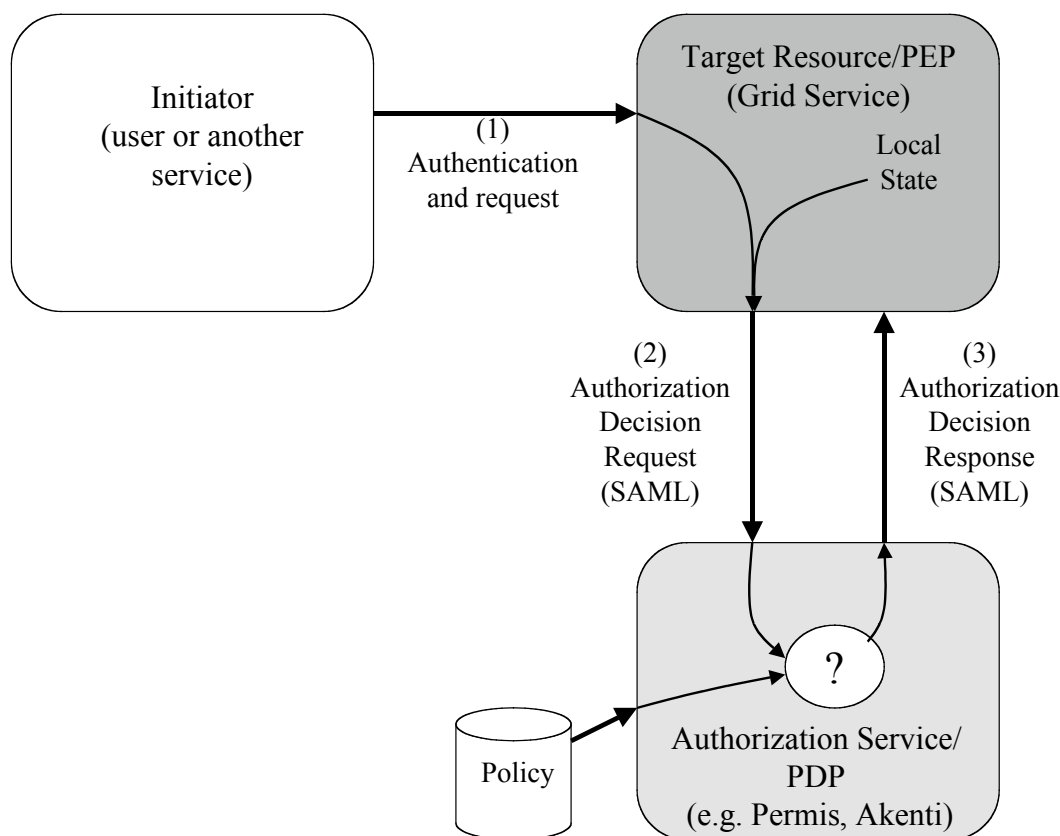 Initiator
(user or another
service)
(1)
Authentication
and request
Target Resource/PEP
(Grid Service)
Local
State
(2)
Authorization
Decision
Request
(SAML)
(3)
Authorization
Decision
Response
(SAML)
?
Policy
Authorization Service/
PDP
(e.g. Permis, Akenti)